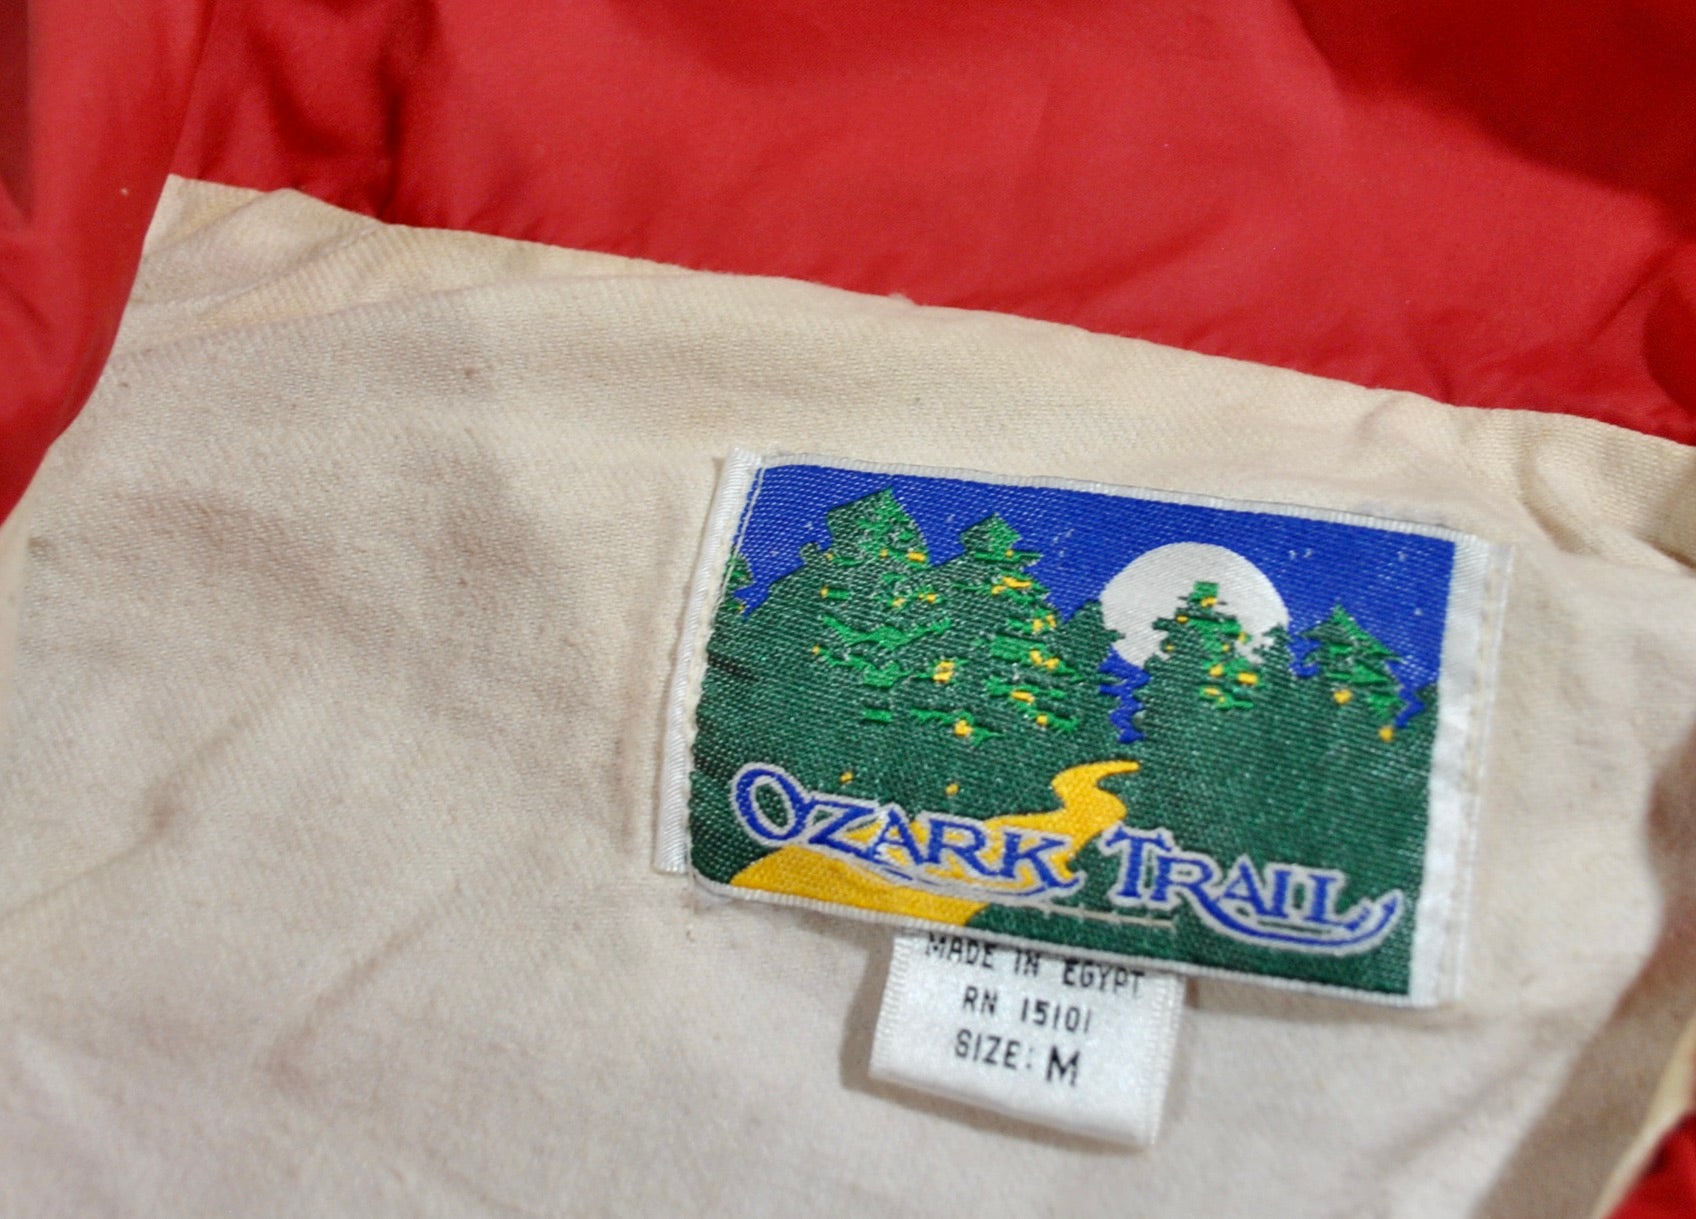 OZARK TRAIL
MADE IN EGYPT
RN 15101
SIZE: M